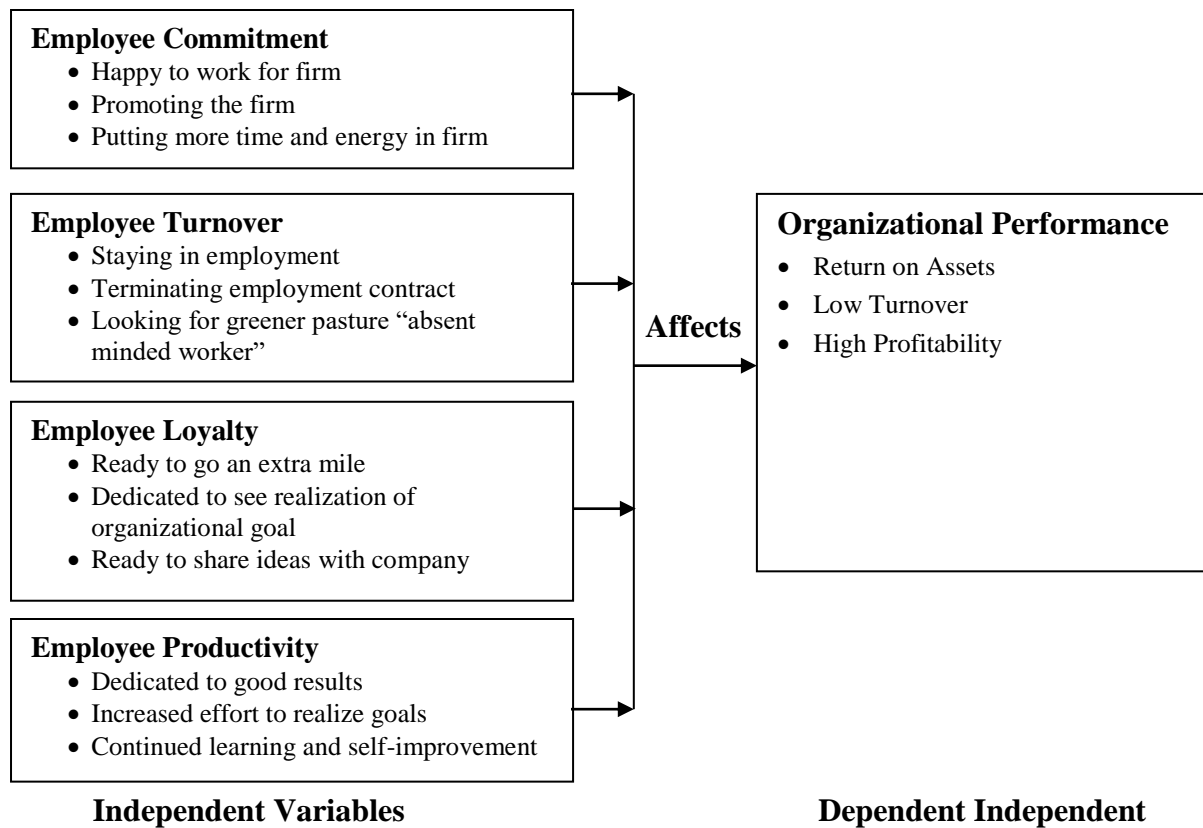 Employee Commitment
• Happy to work for firm
• Promoting the firm
• Putting more time and energy in firm
Employee Turnover
• Staying in employment
• Terminating employment contract
• Looking for greener pasture “absent
minded worker”
Employee Loyalty
• Ready to go an extra mile
• Dedicated to see realization of
organizational goal
• Ready to share ideas with company
Employee Productivity
• Dedicated to good results
• Increased effort to realize goals
• Continued learning and self-improvement
Independent Variables
Affects
Organizational Performance
• Return on Assets
• Low Turnover
• High Profitability
Dependent Independent